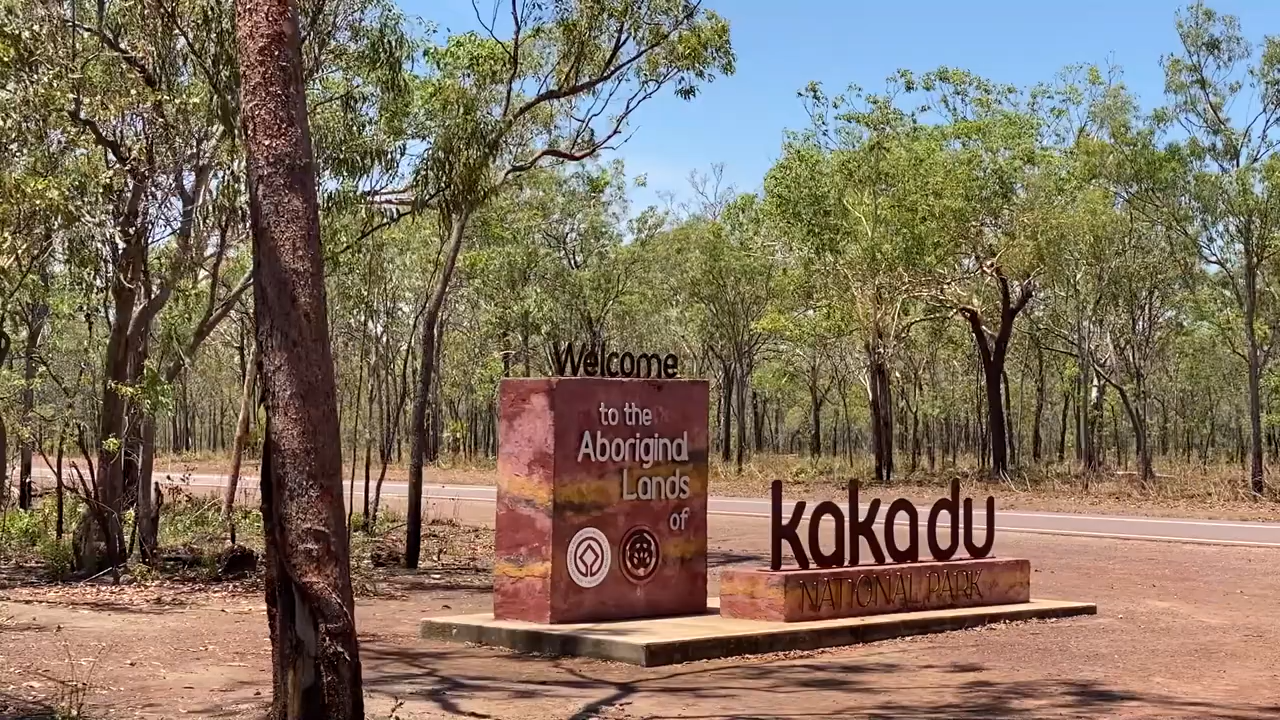 Welcome
to the
Aboriginal
Lands
of
kakadu
NATIONAL PARK